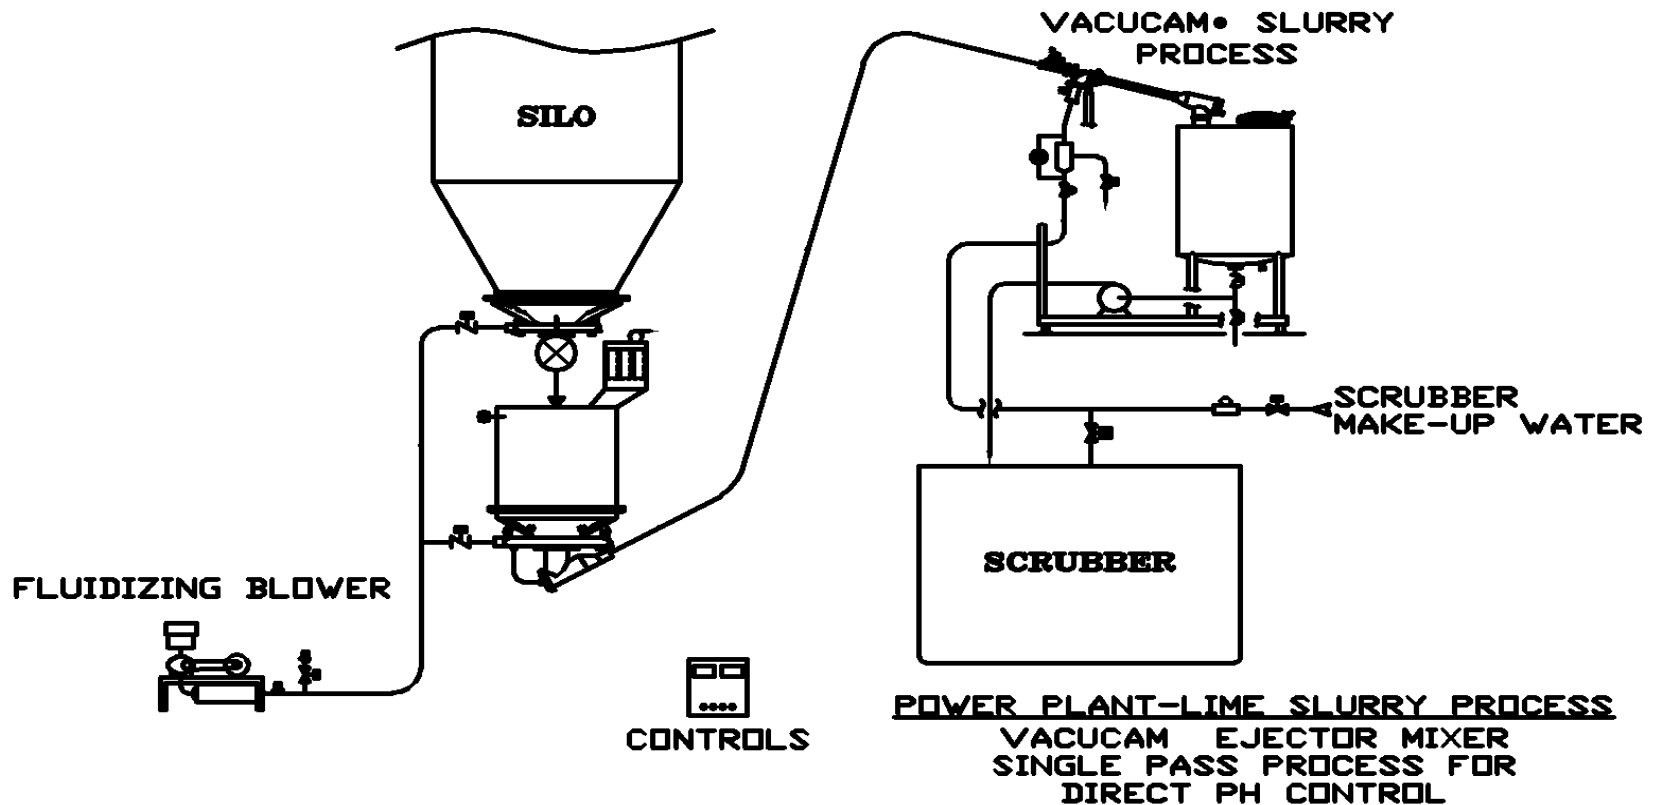 VACUCAM• SLURRY
PROCESS
SILO
SCRUBBER
MAKE-UP WATER
SCRUBBER
FLUIDIZING BLOWER
CONTROLS
POWER PLANT-LIME SLURRY PROCESS
VACUCAM EJECTOR MIXER
SINGLE PASS PROCESS FOR
DIRECT PH CONTROL